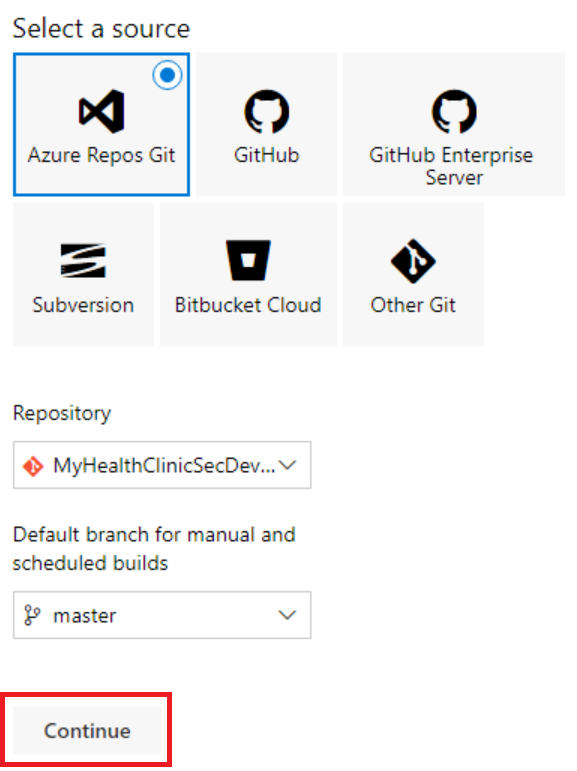 Select a source
Azure Repos Git
GitHub
GitHub Enterprise
Server
Subversion
Bitbucket Cloud
Other Git
Repository
MyHealthClinicSecDev...
Default branch for manual and
scheduled builds
master
Continue